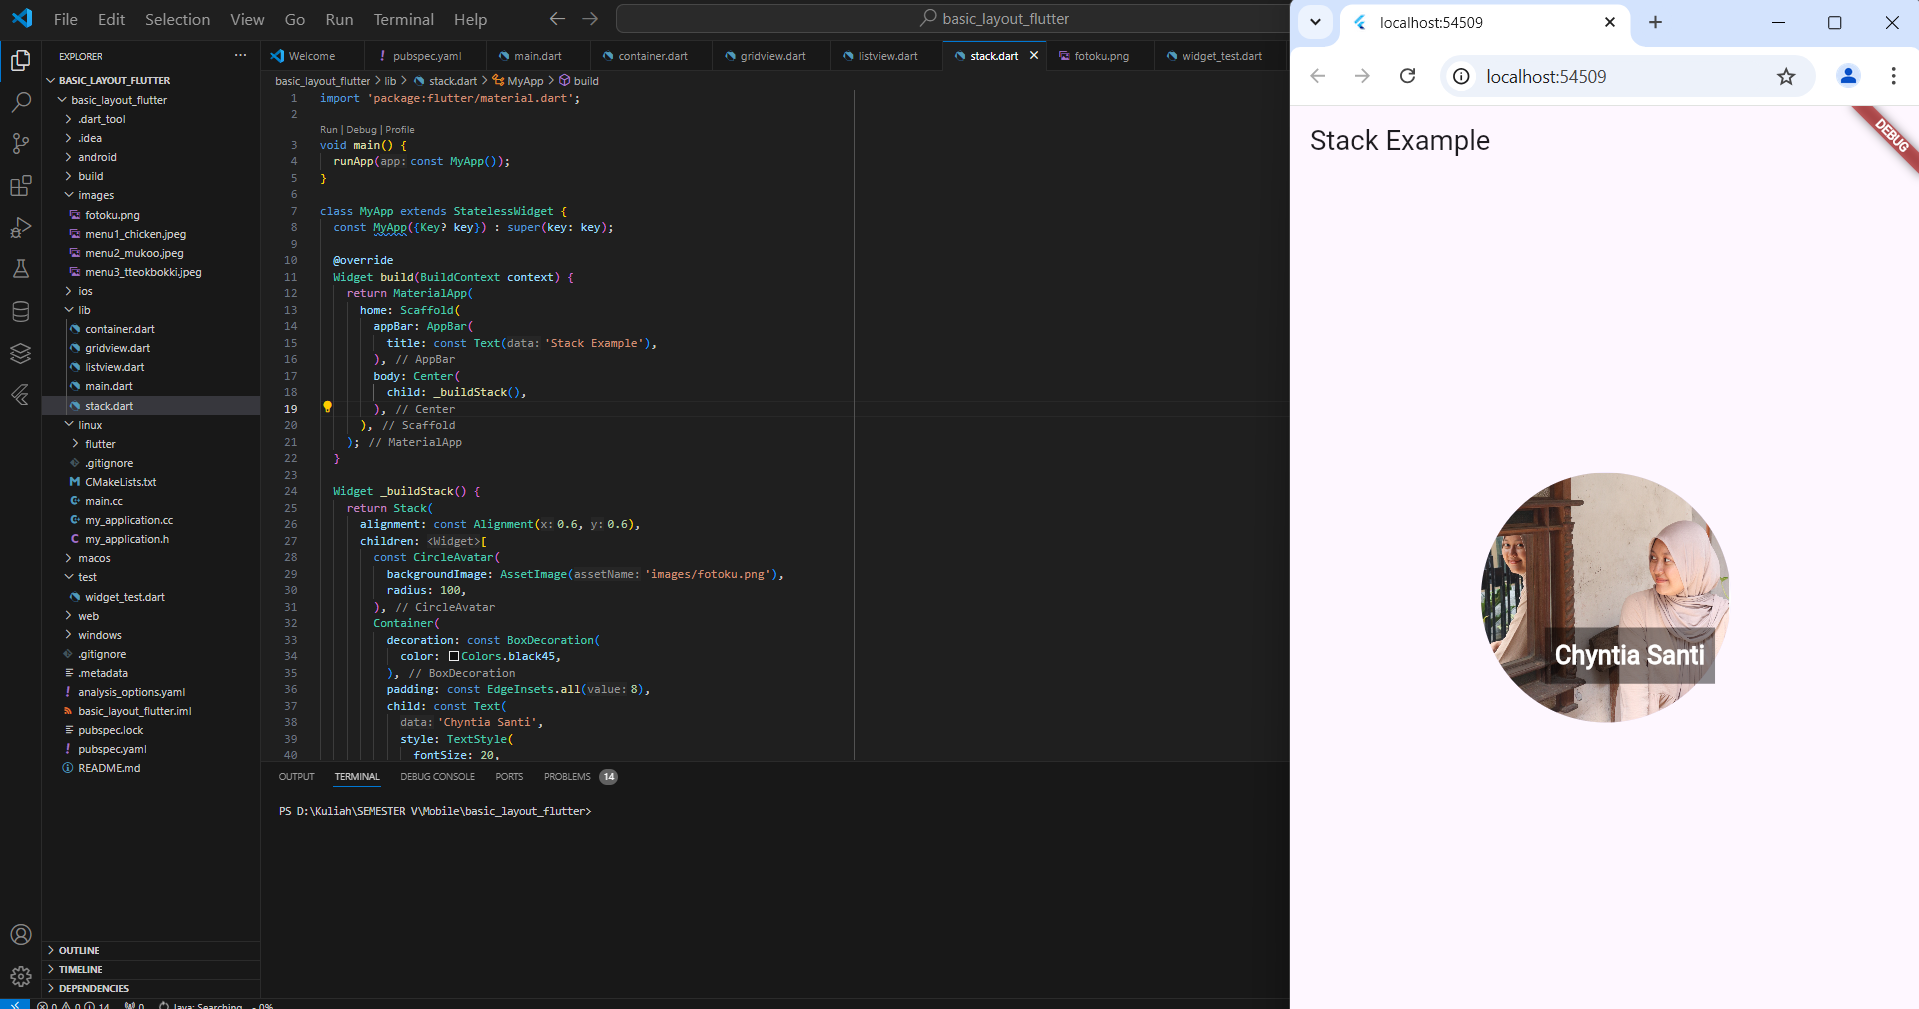 File Edit Selection View Go Run Terminal Help
basic_layout_flutter
EXPLORER
BASIC_LAYOUT_FLUTTER
basic_layout_flutter
.dart_tool
.idea
android
build
images
fotoku.png
menu1_chicken.jpeg
menu2_mukoo.jpeg
menu3_tteokbokki.jpeg
ios
lib
container.dart
gridview.dart
listview.dart
main.dart
stack.dart
linux
flutter
.gitignore
CMakeLists.txt
main.cc
my_application.cc
my_application.h
macos
test
widget_test.dart
web
windows
.gitignore
.metadata
analysis_options.yaml
basic_layout_flutter.iml
pubspec.lock
pubspec.yaml
README.md
OUTLINE
TIMELINE
DEPENDENCIES
Welcome pubspec.yaml main.dart container.dart gridview.dart listview.dart stack.dart fotoku.png widget_test.dart
basic_layout_flutter > lib > stack.dart > MyApp > build
1 import 'package:flutter/material.dart';
2
Run | Debug | Profile
3 void main() {
4 runApp(app: const MyApp());
5 }
6
7 class MyApp extends StatelessWidget {
8 const MyApp({Key? key}) : super(key: key);
9
10 @override
11 Widget build(BuildContext context) {
12 return MaterialApp(
13 home: Scaffold(
14 appBar: AppBar(
15 title: const Text(data: 'Stack Example'),
16 ), // AppBar
17 body: Center(
18 child: _buildStack(),
19 ), // Center
20 ), // Scaffold
21 ); // MaterialApp
22 }
23
24 Widget _buildStack() {
25 return Stack(
26 alignment: const Alignment(x: 0.6, y: 0.6),
27 children: <Widget>[
28 const CircleAvatar(
29 backgroundImage: AssetImage(assetName: 'images/fotoku.png'),
30 radius: 100,
31 ), // CircleAvatar
32 Container(
33 decoration: const BoxDecoration(
34 color: Colors.black45,
35 ), // BoxDecoration
36 padding: const EdgeInsets.all(value: 8),
37 child: const Text(
38 data: 'Chyntia Santi',
39 style: TextStyle(
40 fontSize: 20,
OUTPUT TERMINAL DEBUG CONSOLE PORTS PROBLEMS 14
PS D:\Kuliah\SEMESTER V\Mobile\basic_layout_flutter>
0 0 14 0 Java: Searching... - 0%
localhost:54509
localhost:54509
Stack Example
DEBUG
Chyntia Santi